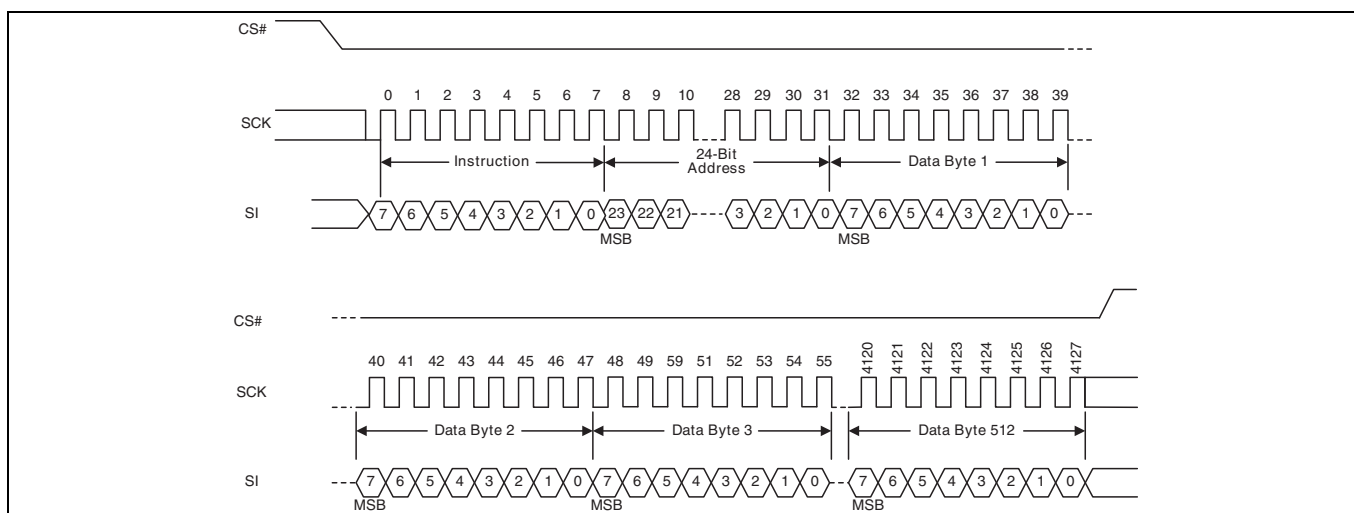 CS#
0 1 2 3 4 5 6 7 8 9 10 28 29 30 31 32 33 34 35 36 37 38 39
SCK
Instruction 24-Bit Address Data Byte 1
SI 7 6 5 4 3 2 1 0 23 22 21 3 2 1 0 7 6 5 4 3 2 1 0
MSB MSB
CS#
40 41 42 43 44 45 46 47 48 49 59 51 52 53 54 55 4120 4121 4122 4123 4124 4125 4126 4127
SCK
Data Byte 2 Data Byte 3 Data Byte 512
SI 7 6 5 4 3 2 1 0 7 6 5 4 3 2 1 0 7 6 5 4 3 2 1 0
MSB MSB MSB